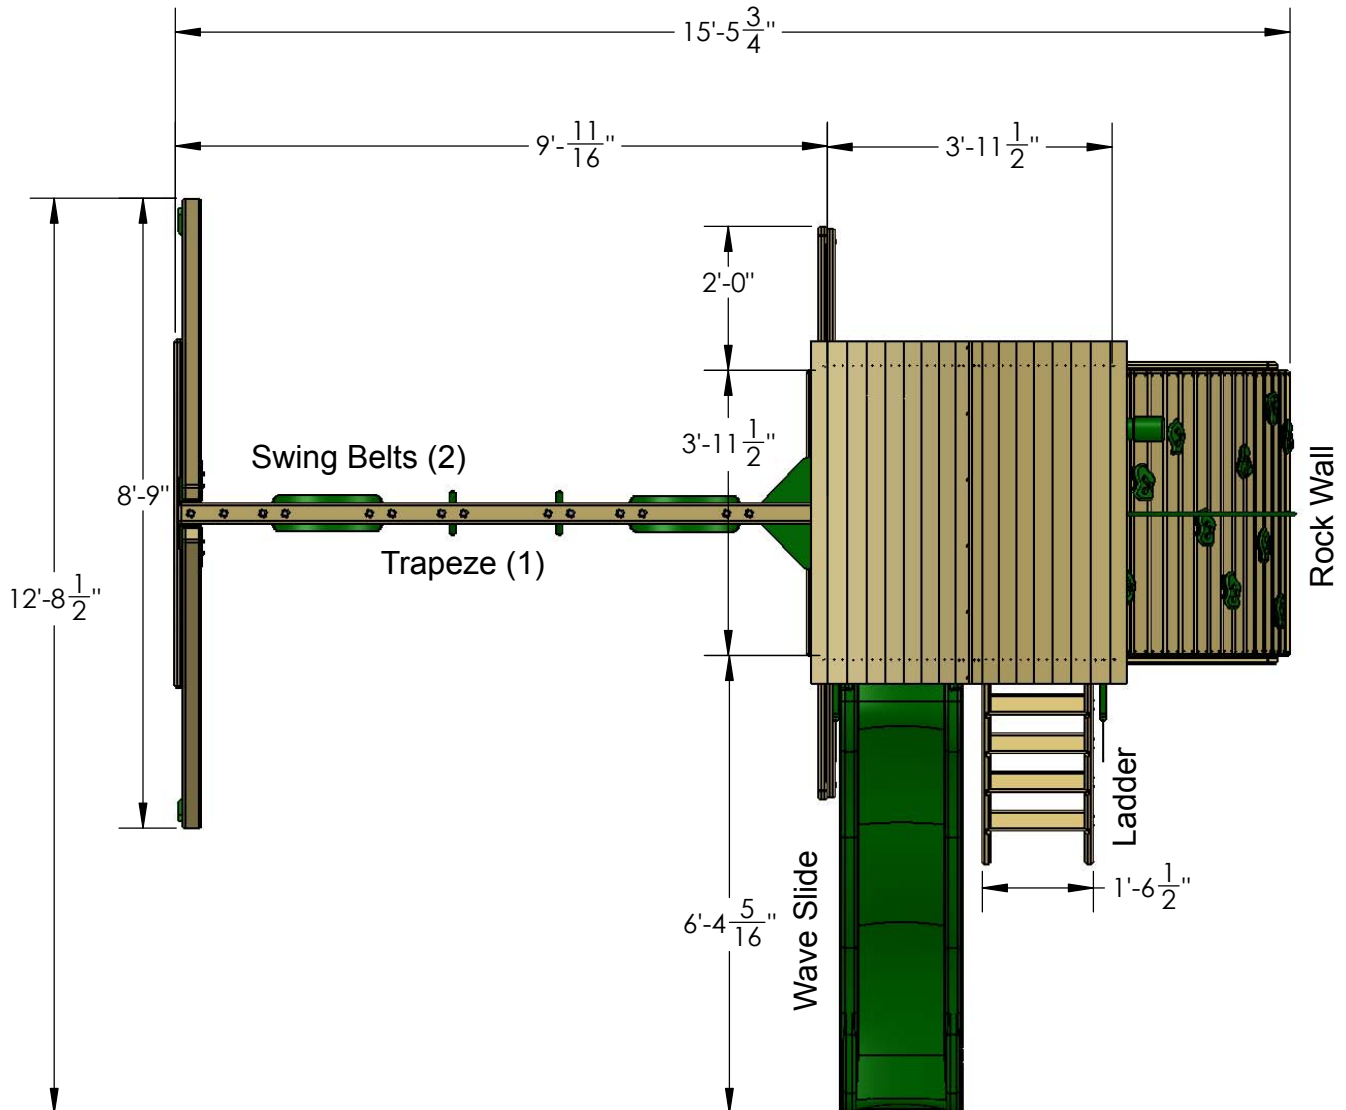 15'-5 3/4"
9'-11/16"
3'-11 1/2"
2'-0"
3'-11 1/2"
Swing Belts (2)
8'-9"
Trapeze (1)
Rock Wall
12'-8 1/2"
Ladder
Wave Slide
1'-6 1/2"
6'-4 5/16"